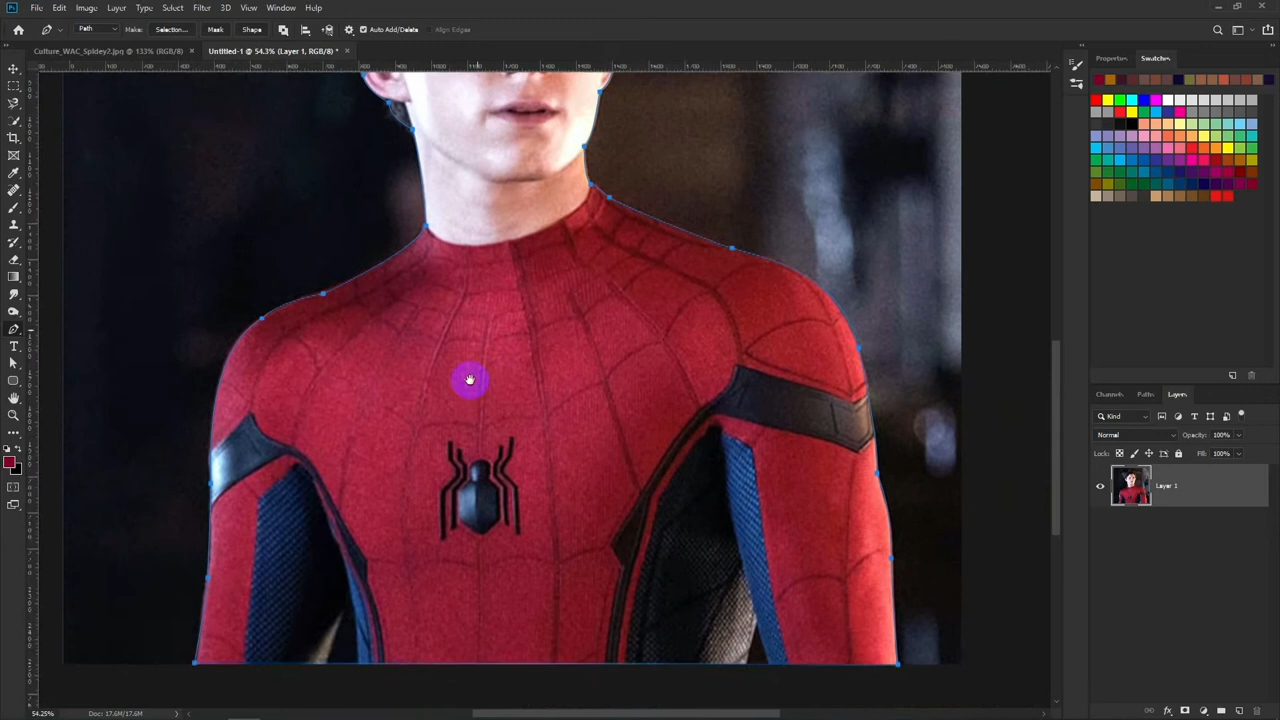 Ps File Edit Image Layer Type Select Filter 3D View Window Help
Path Make: Selection... Mask Shape Auto Add/Delete Align Edges
Culture_WAC_Spidey2.jpg @ 133% (RGB/8) × Untitled-1 @ 54.3% (Layer 1, RGB/8) * ×
Properties Swatches
Channels Paths Layers
Kind
Normal Opacity: 100%
Lock: Fill: 100%
Layer 1
54.25% Doc: 17.6M/17.6M